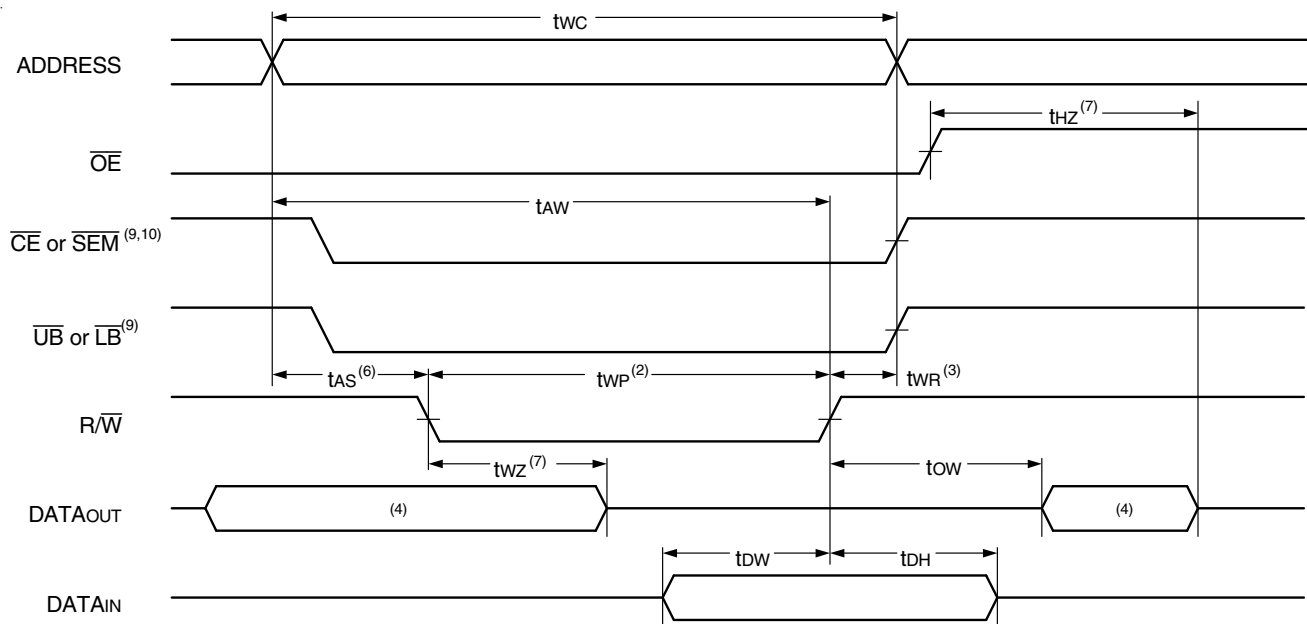 tWC
ADDRESS
tHZ(7)
OE
tAW
CE or SEM (9,10)
UB or LB(9)
tAS(6) tWP(2) tWR(3)
R/W
tWZ(7) tOW
DATAOUT (4) (4)
tDW tDH
DATAIN